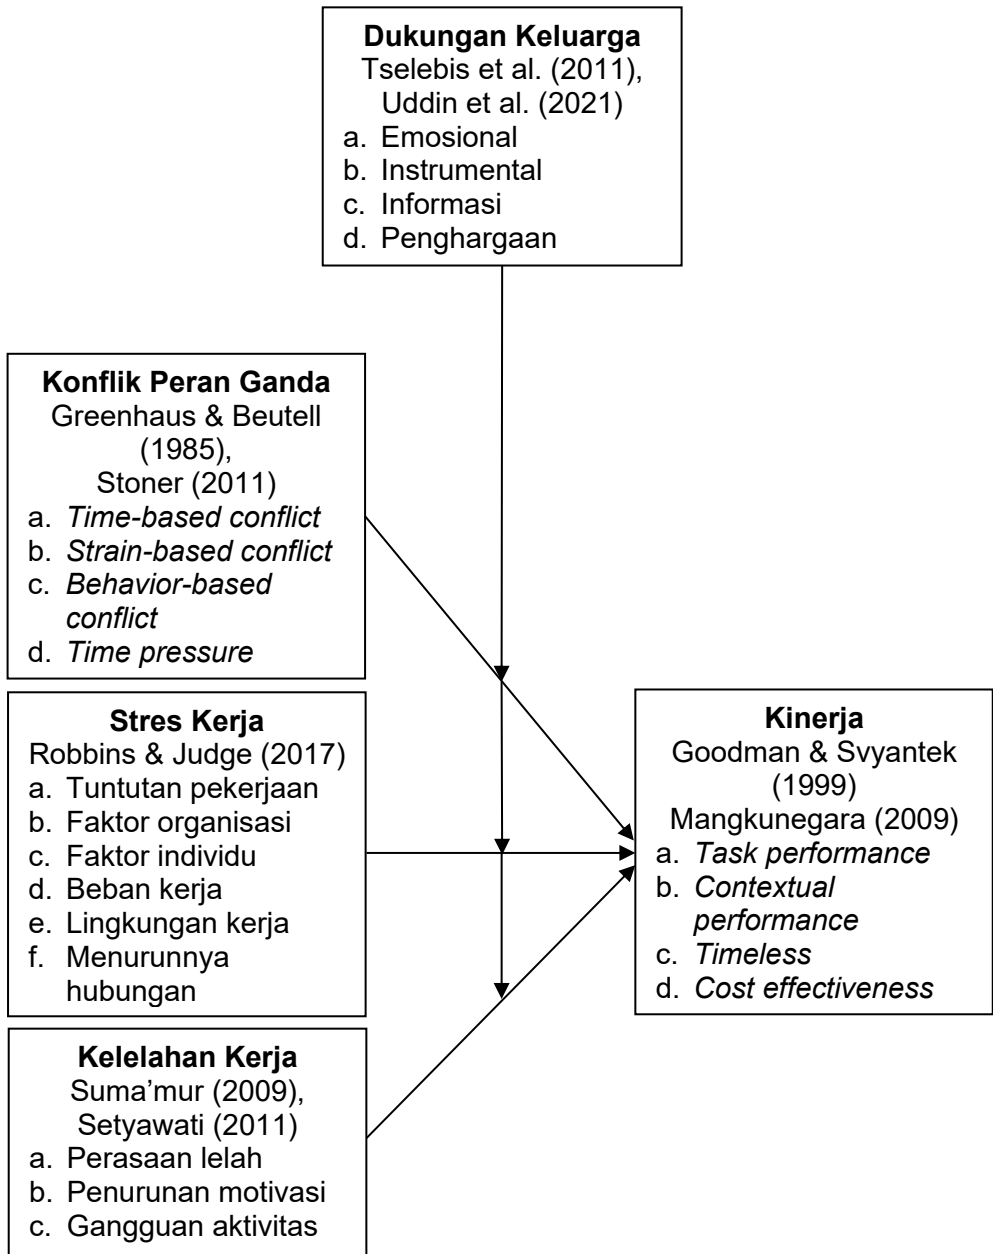 Dukungan Keluarga
Tselebis et al. (2011),
Uddin et al. (2021)
a. Emosional
b. Instrumental
c. Informasi
d. Penghargaan
Konflik Peran Ganda
Greenhaus & Beutell
(1985),
Stoner (2011)
a. Time-based conflict
b. Strain-based conflict
c. Behavior-based
conflict
d. Time pressure
Stres Kerja
Robbins & Judge (2017)
a. Tuntutan pekerjaan
b. Faktor organisasi
c. Faktor individu
d. Beban kerja
e. Lingkungan kerja
f. Menurunnya
hubungan
Kelelahan Kerja
Suma’mur (2009),
Setyawati (2011)
a. Perasaan lelah
b. Penurunan motivasi
c. Gangguan aktivitas
Kinerja
Goodman & Svyantek
(1999)
Mangkunegara (2009)
a. Task performance
b. Contextual
performance
c. Timeless
d. Cost effectiveness